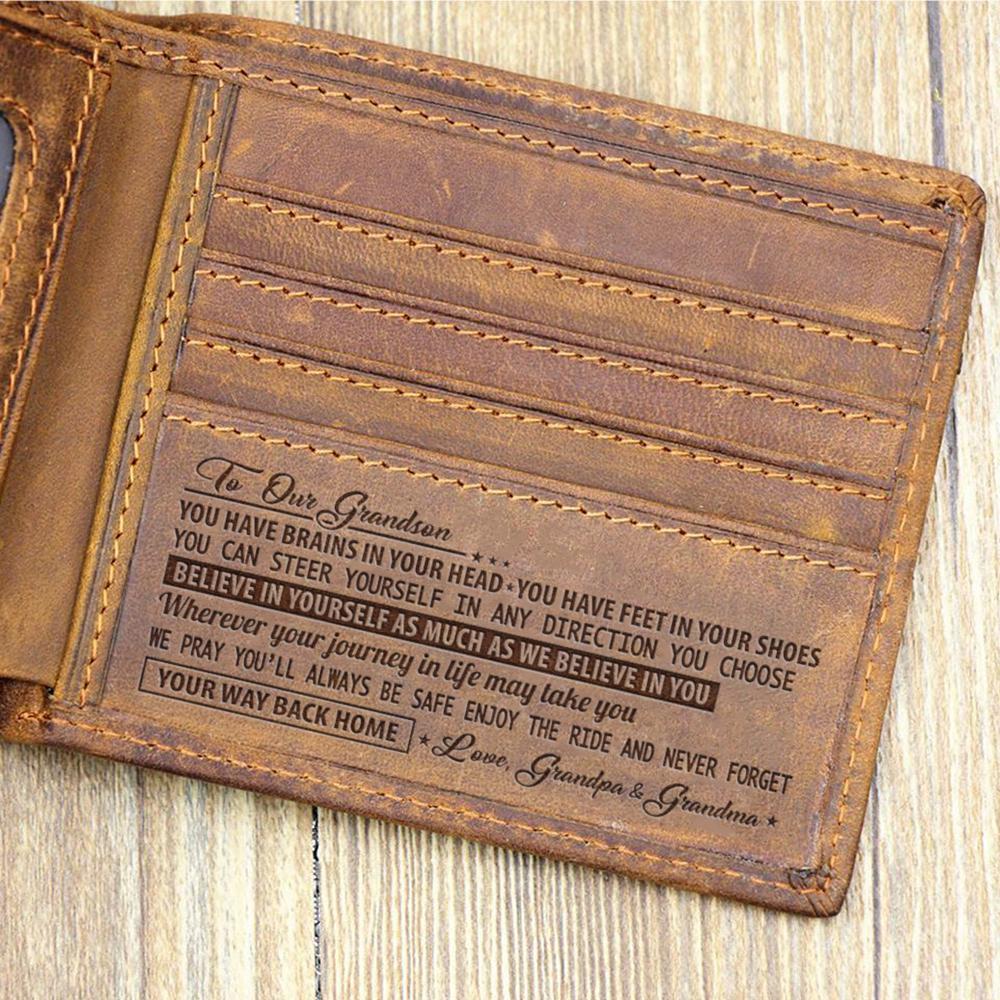 To Our Grandson
YOU HAVE BRAINS IN YOUR HEAD ★ YOU HAVE FEET IN YOUR SHOES
YOU CAN STEER YOURSELF IN ANY DIRECTION YOU CHOOSE
BELIEVE IN YOURSELF AS MUCH AS WE BELIEVE IN YOU
Wherever your journey in life may take you
WE PRAY YOU'LL ALWAYS BE SAFE ENJOY THE RIDE AND NEVER FORGET
YOUR WAY BACK HOME ★ Love, Grandpa & Grandma ★